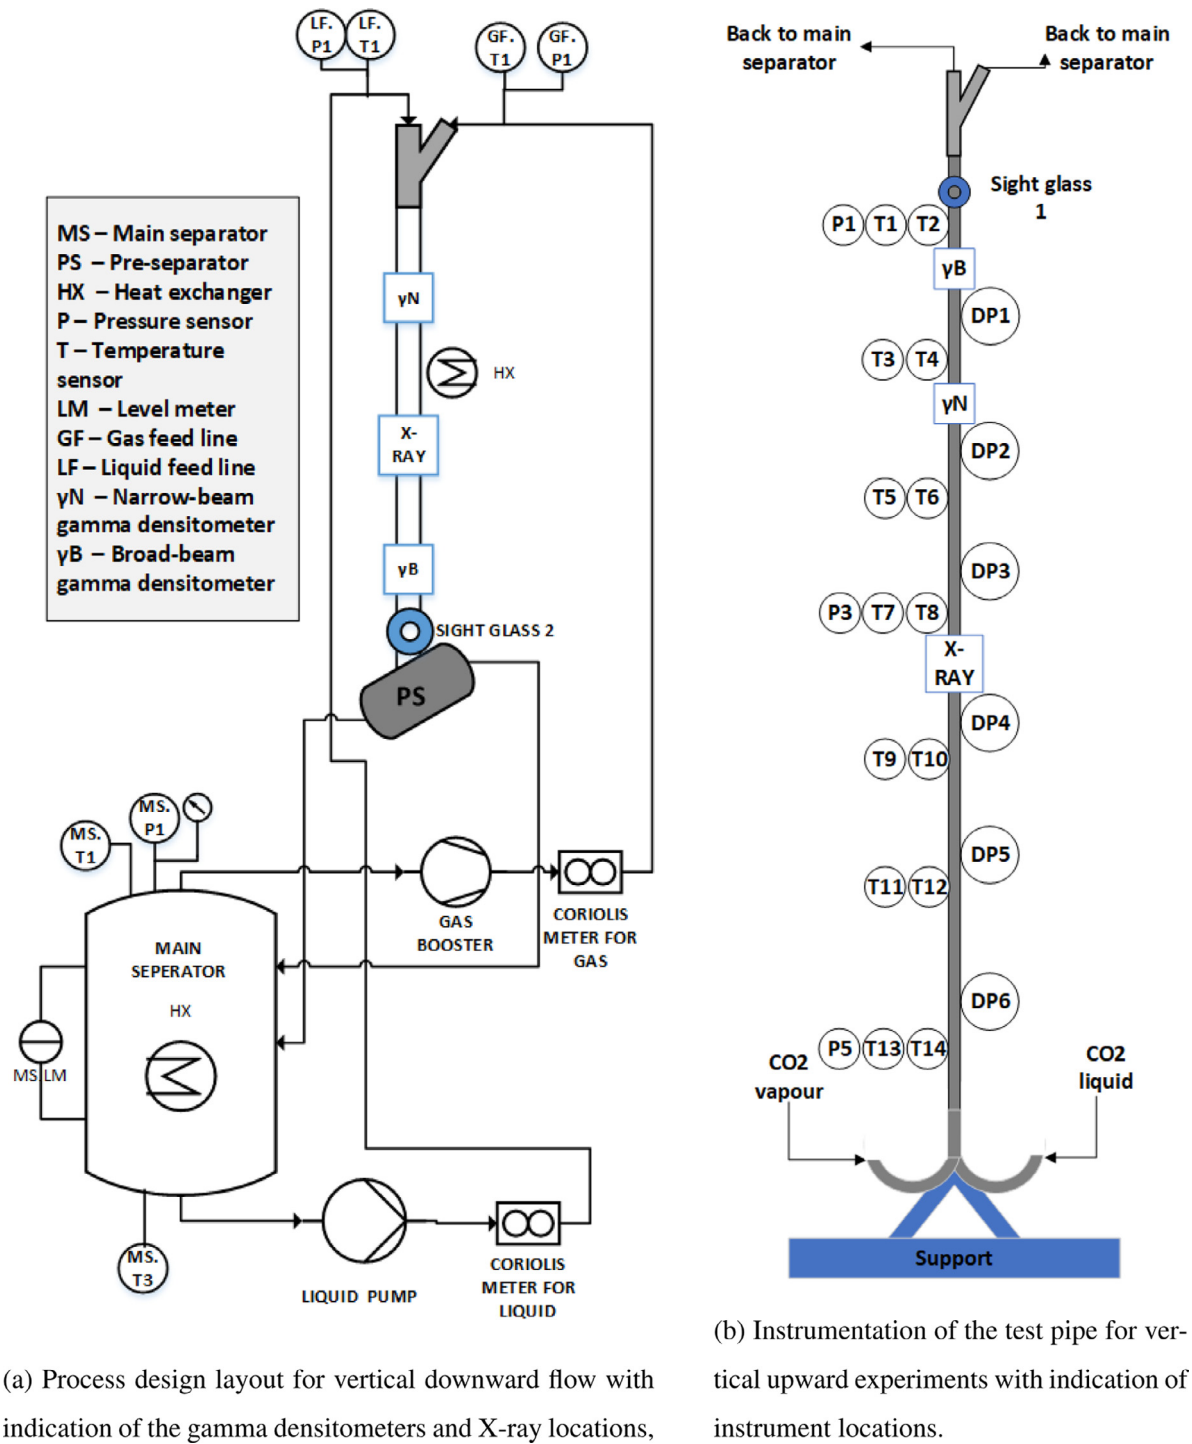 LF.
P1
LF.
T1
GF.
T1
GF.
P1
MS – Main separator
PS – Pre-separator
HX – Heat exchanger
P – Pressure sensor
T – Temperature
sensor
LM – Level meter
GF – Gas feed line
LF – Liquid feed line
γN – Narrow-beam
gamma densitometer
γB – Broad-beam
gamma densitometer
γN
HX
X-
RAY
γB
SIGHT GLASS 2
PS
MS.
P1
MS.
T1
GAS
BOOSTER
CORIOLIS
METER FOR
GAS
MAIN
SEPERATOR
HX
MS.LM
MS.
T3
LIQUID PUMP
CORIOLIS
METER FOR
LIQUID
(a) Process design layout for vertical downward flow with
indication of the gamma densitometers and X-ray locations,
Back to main
separator
Back to main
separator
Sight glass
1
P1 T1 T2
γB
DP1
T3 T4
γN
DP2
T5 T6
DP3
P3 T7 T8
X-
RAY
DP4
T9 T10
DP5
T11 T12
DP6
P5 T13 T14
CO2
vapour
CO2
liquid
Support
(b) Instrumentation of the test pipe for ver-
tical upward experiments with indication of
instrument locations.